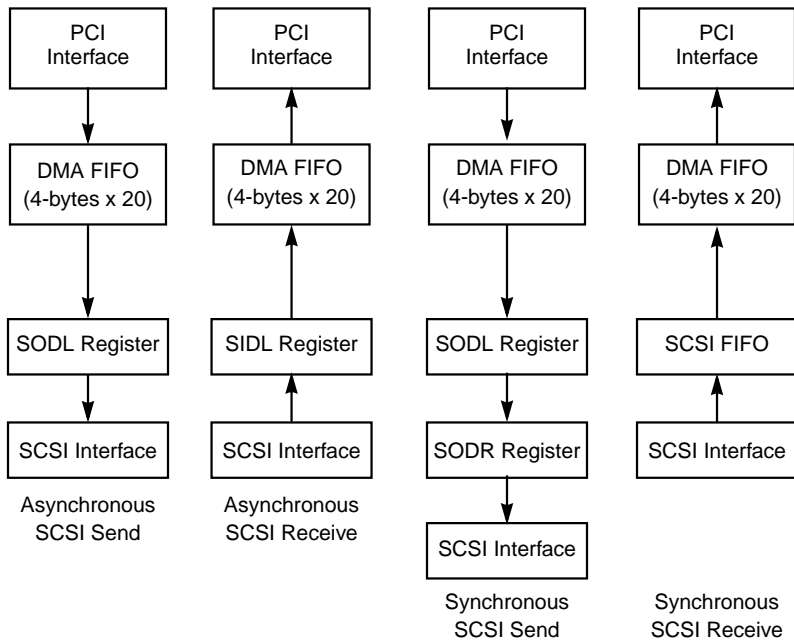 PCI
Interface
DMA FIFO
(4-bytes x 20)
SODL Register
SCSI Interface
Asynchronous
SCSI Send
PCI
Interface
DMA FIFO
(4-bytes x 20)
SIDL Register
SCSI Interface
Asynchronous
SCSI Receive
PCI
Interface
DMA FIFO
(4-bytes x 20)
SODL Register
SODR Register
SCSI Interface
Synchronous
SCSI Send
PCI
Interface
DMA FIFO
(4-bytes x 20)
SCSI FIFO
SCSI Interface
Synchronous
SCSI Receive